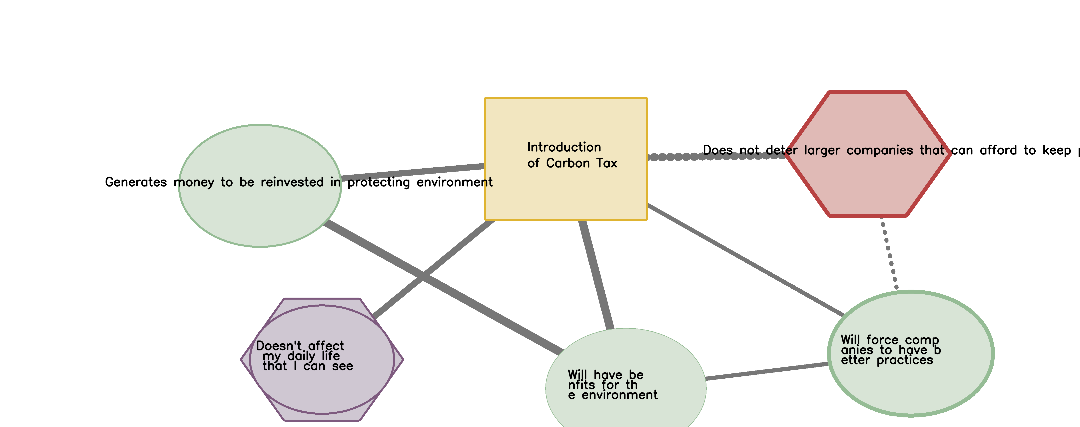 Introduction
of Carbon Tax
Does not deter larger companies that can afford to keep
Generates money to be reinvested in protecting environment
Doesn't affect
my daily life
that I can see
Will have be
nfits for th
e environment
Will force comp
anies to have b
etter practices